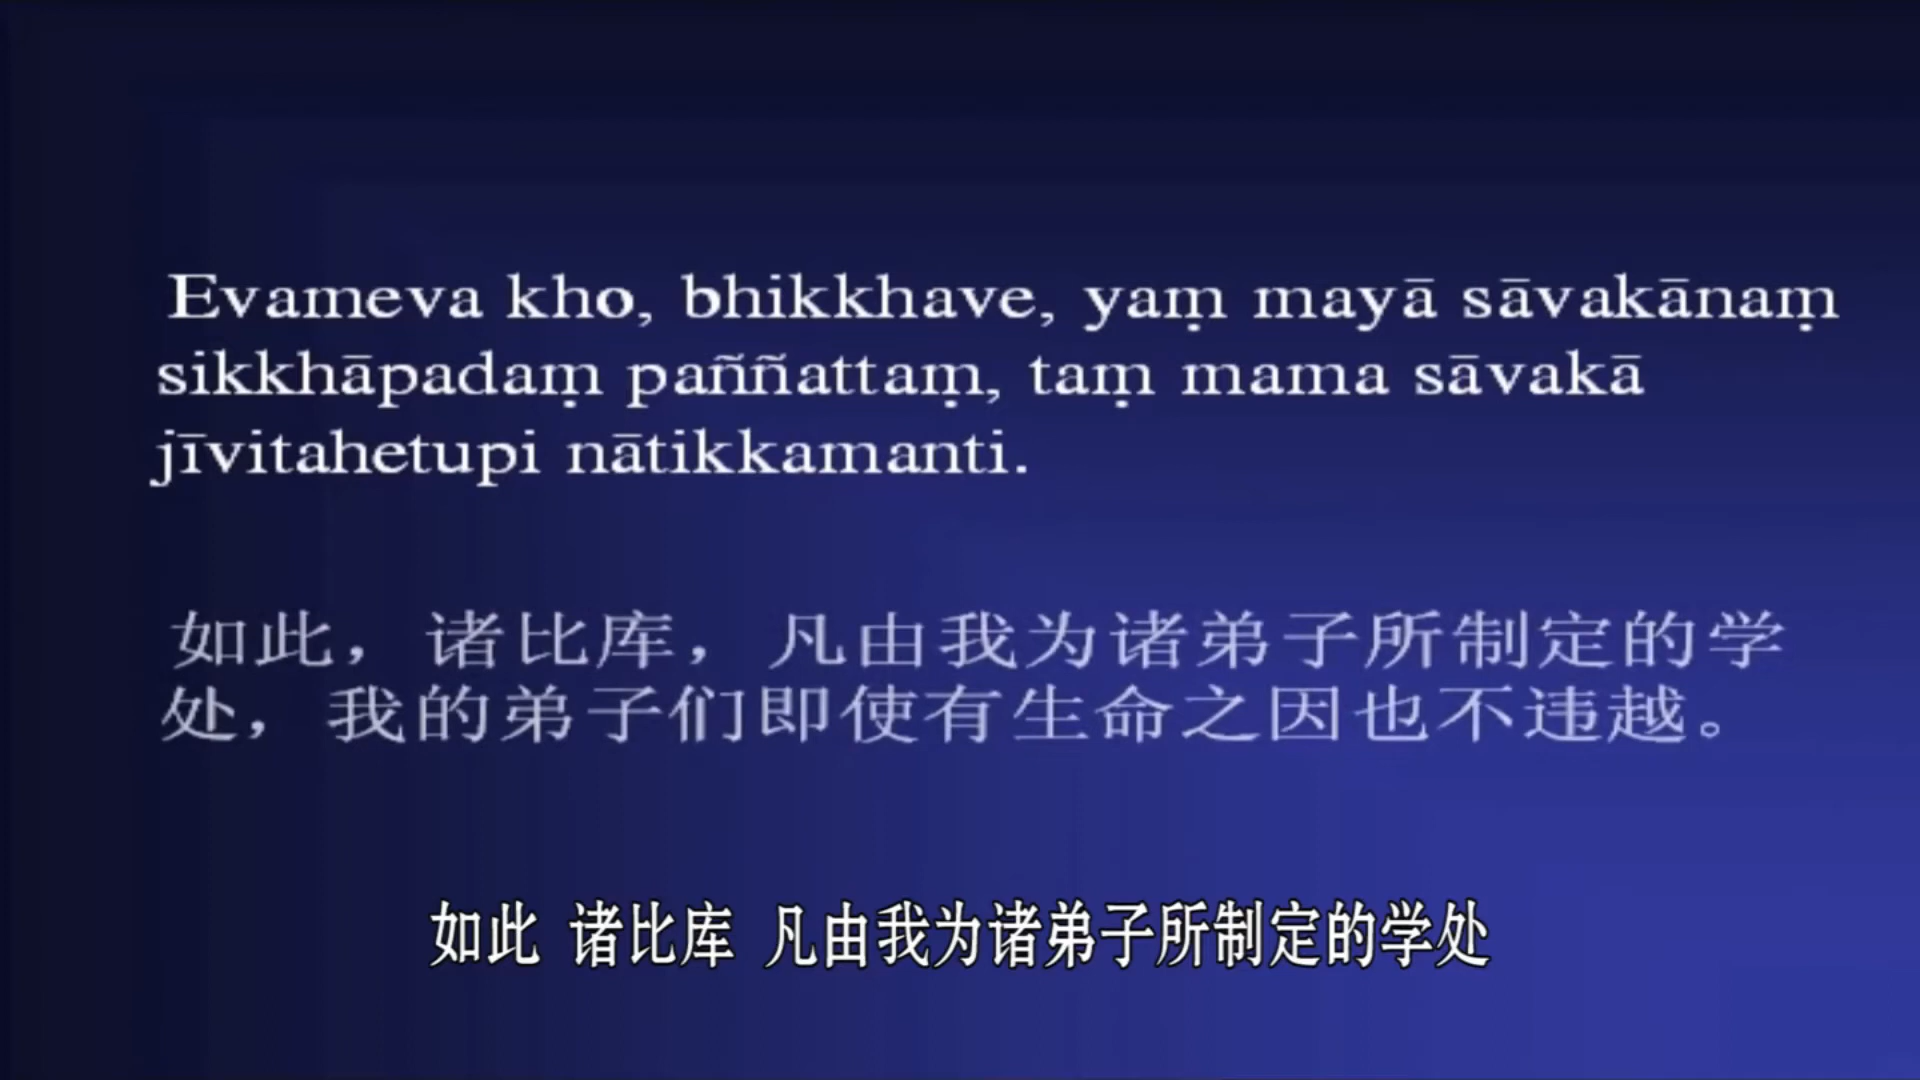 Evameva kho, bhikkhave, yaṃ mayā sāvakānaṃ
sikkhāpadaṃ paññattaṃ, taṃ mama sāvakā
jīvitahetupi nātikkamanti.
如此，诸比库，凡由我为诸弟子所制定的学
处，我的弟子们即使有生命之因也不违越。
如此 诸比库 凡由我为诸弟子所制定的学处